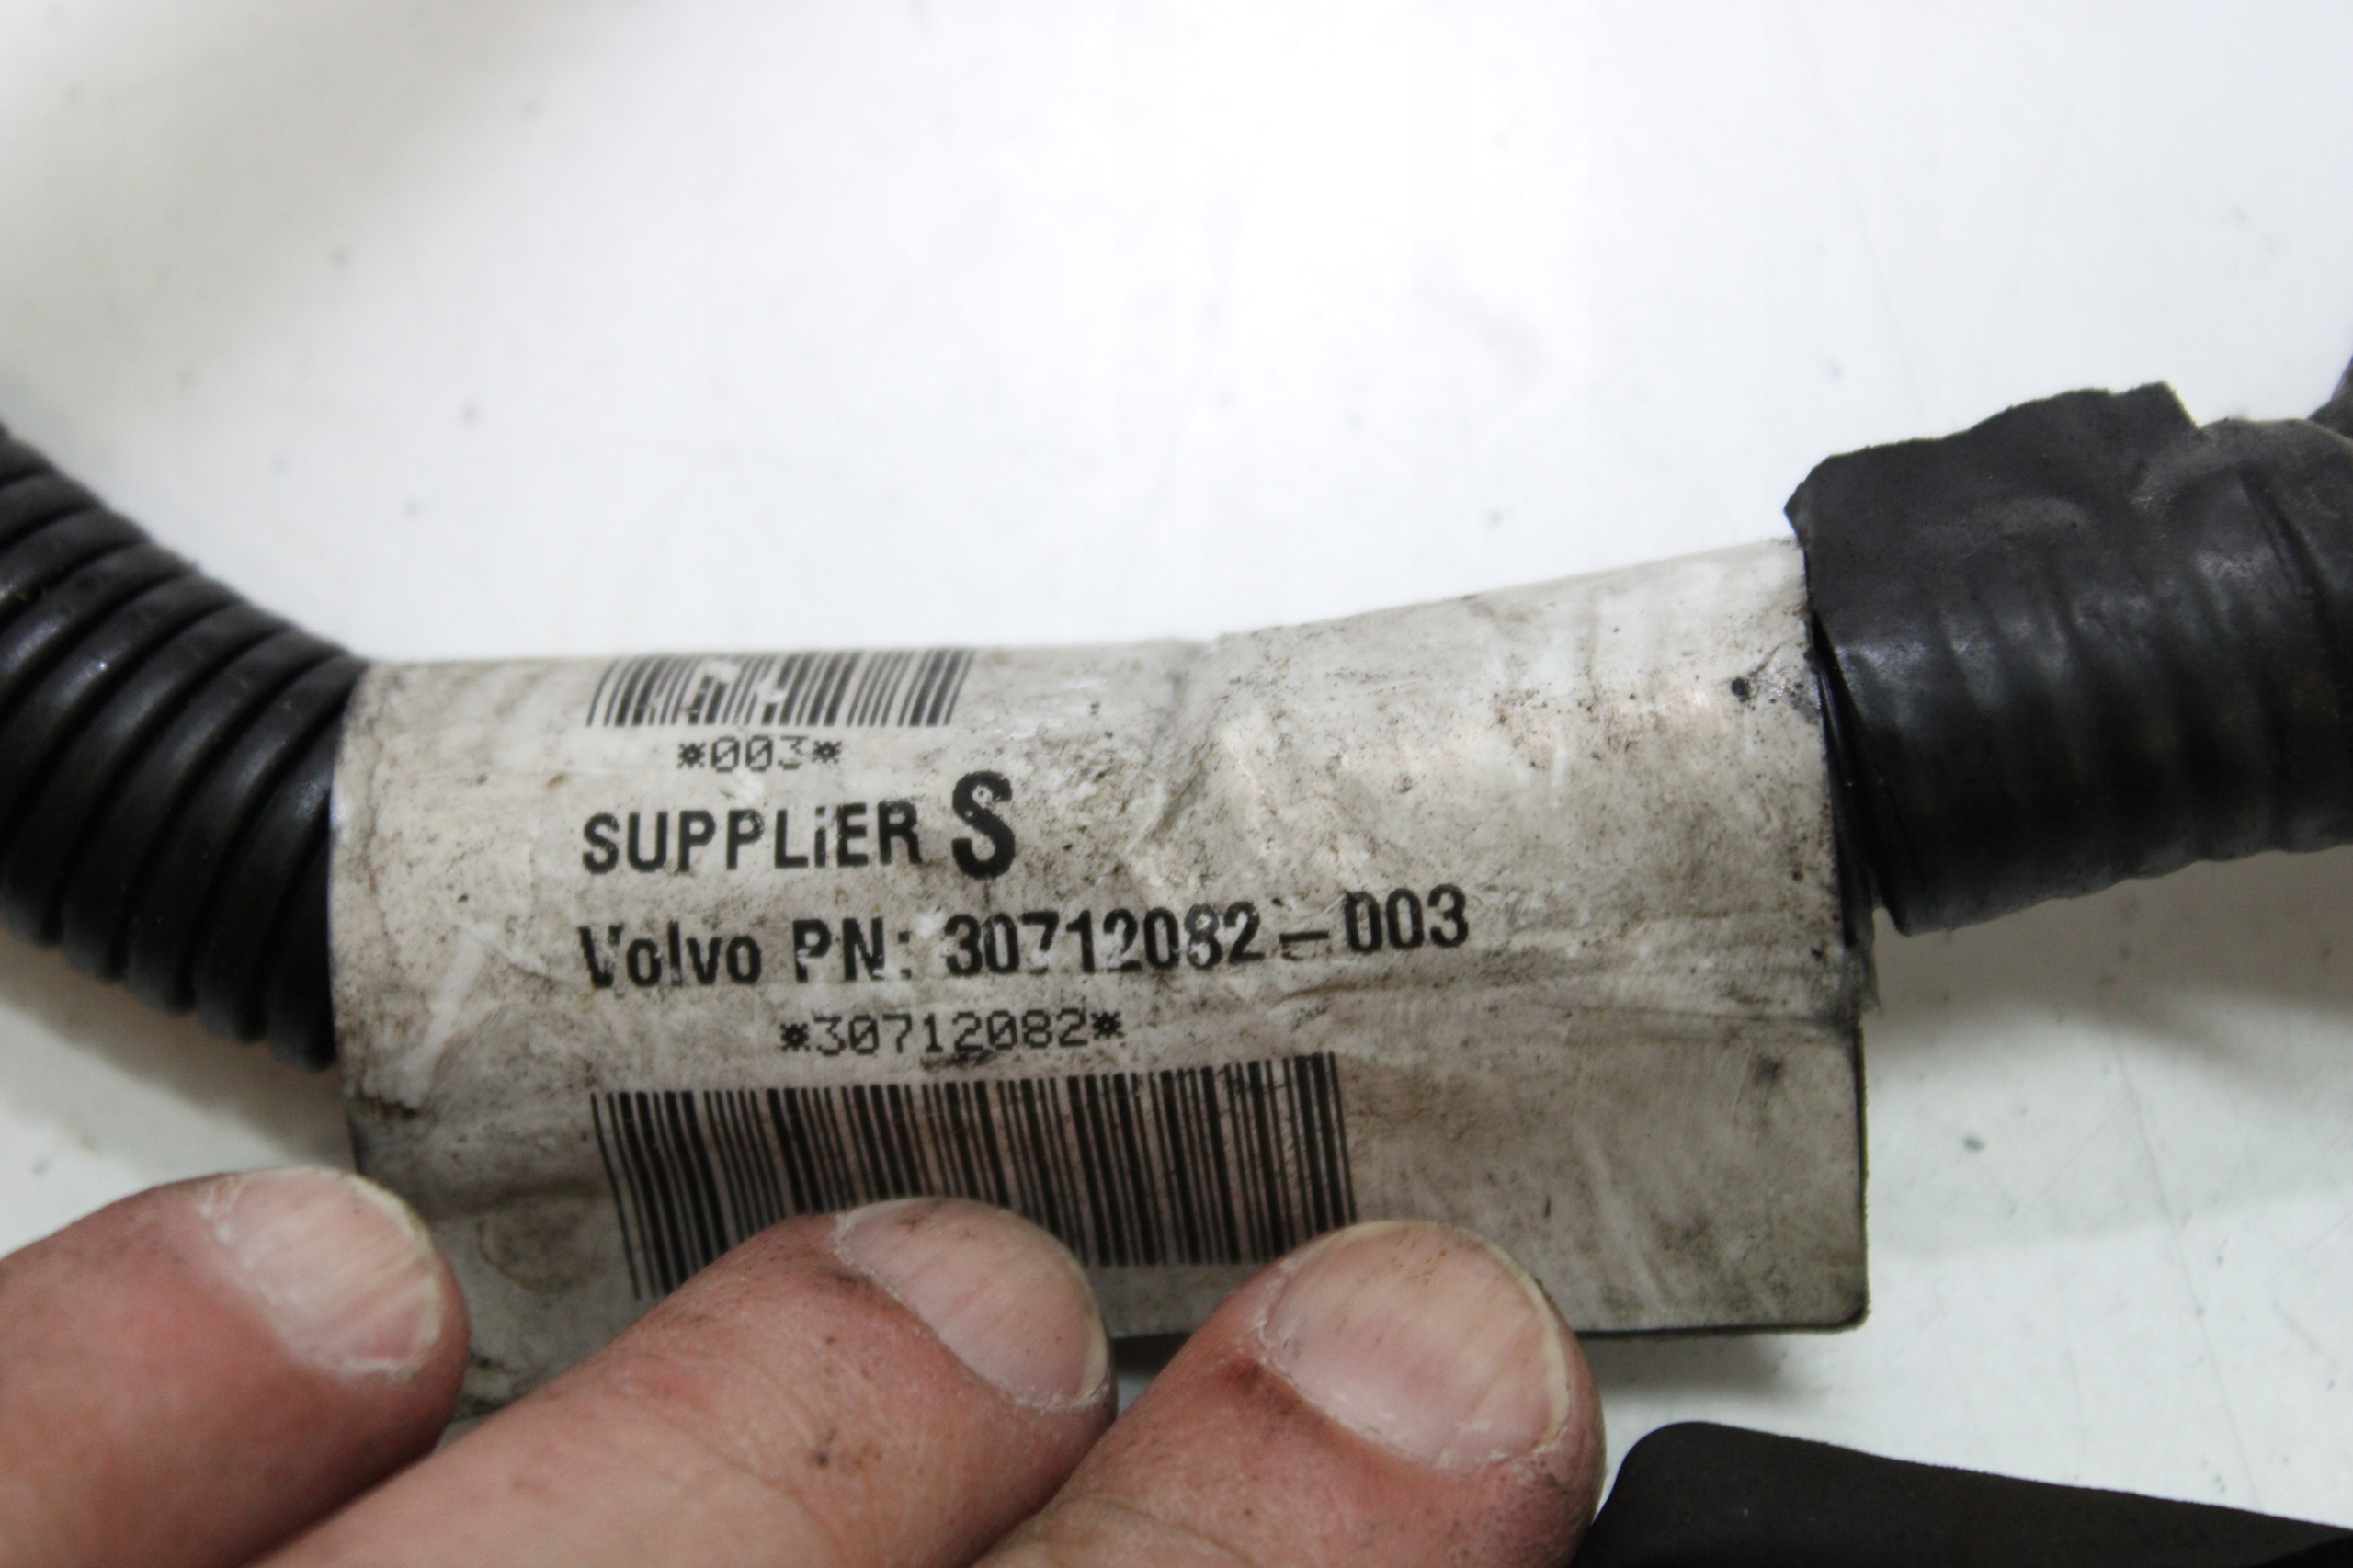 *003*
SUPPLiER S
Volvo PN: 30712082-003
*30712082*